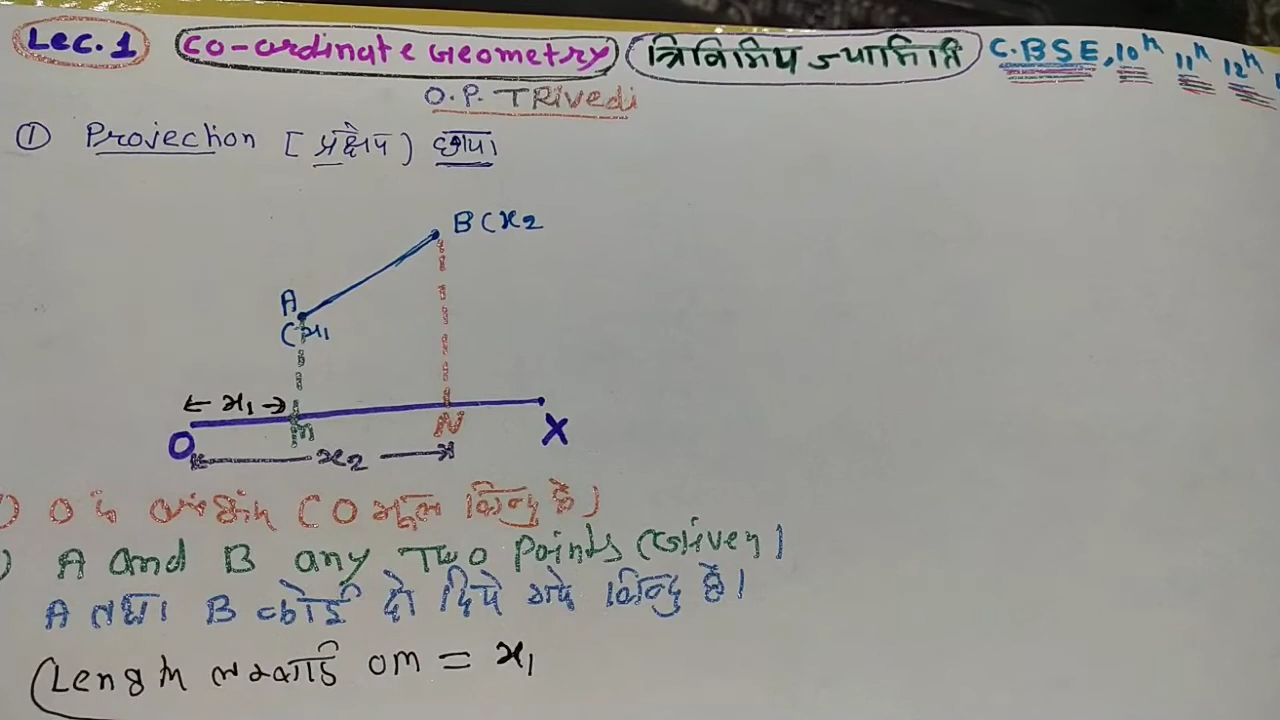 Lec. 1 Co-ordinate Geometry (त्रिविमिय ज्यामिति) C.BSE, 10th 11th 12th
O.P. TRivedi
① Projection [प्रक्षेप) छाया
B(x2
A
(x1
← x1 →
O M N X
x2
O is origin (O मूल बिन्दु है)
A and B any Two Points (Given)
A तथा B कोई दो दिये गये बिन्दु है।
(Length लम्बाई OM = x1